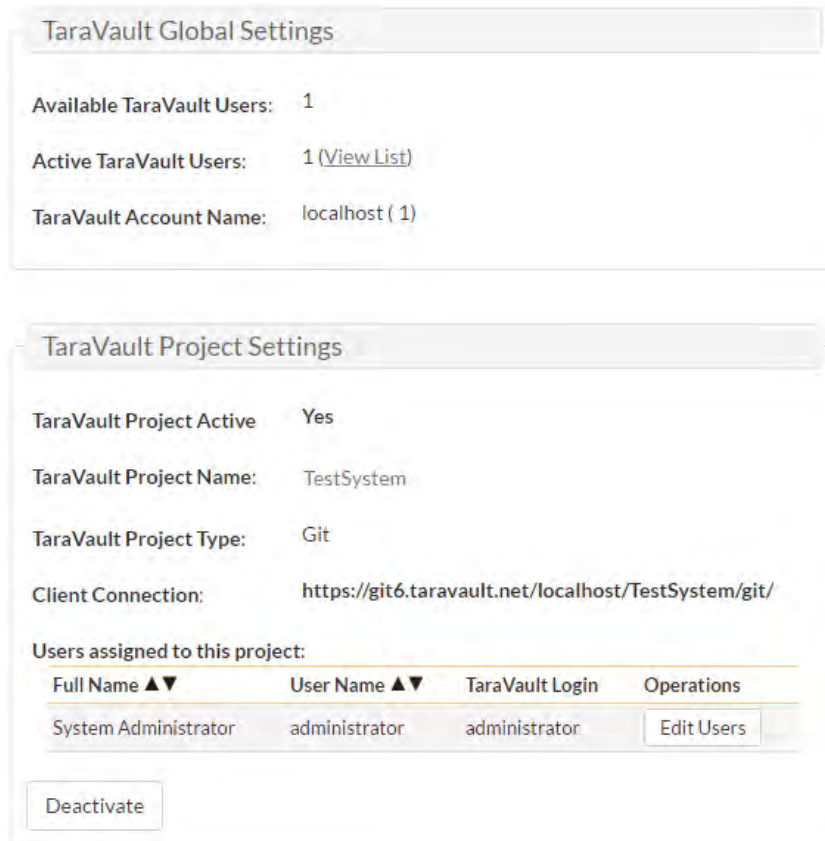 TaraVault Global Settings
Available TaraVault Users: 1
Active TaraVault Users: 1 (View List)
TaraVault Account Name: localhost ( 1)
TaraVault Project Settings
TaraVault Project Active Yes
TaraVault Project Name: TestSystem
TaraVault Project Type: Git
Client Connection: https://git6.taravault.net/localhost/TestSystem/git/
Users assigned to this project:
Full Name ▲▼ User Name ▲▼ TaraVault Login Operations
System Administrator administrator administrator Edit Users
Deactivate